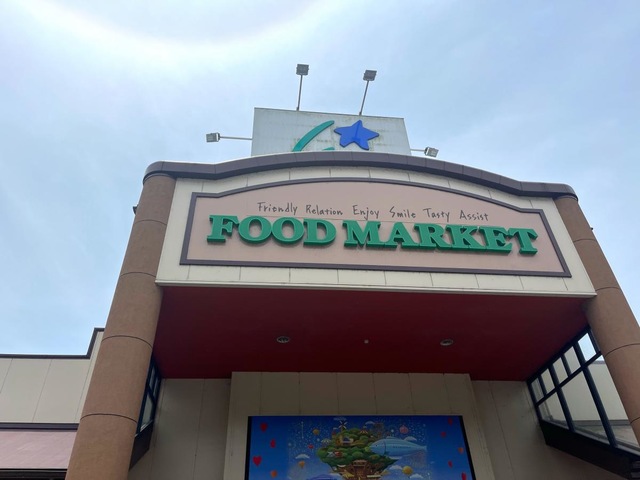 Friendly Relation Enjoy Smile Tasty Assist
FOOD MARKET